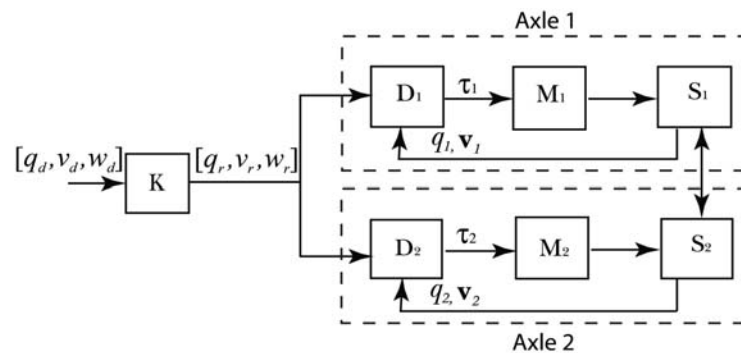 Axle 1
D₁
τ₁
M₁
S₁
q₁, v₁
[q_d, v_d, w_d]
K
[q_r, v_r, w_r]
D₂
τ₂
M₂
S₂
q₂, v₂
Axle 2